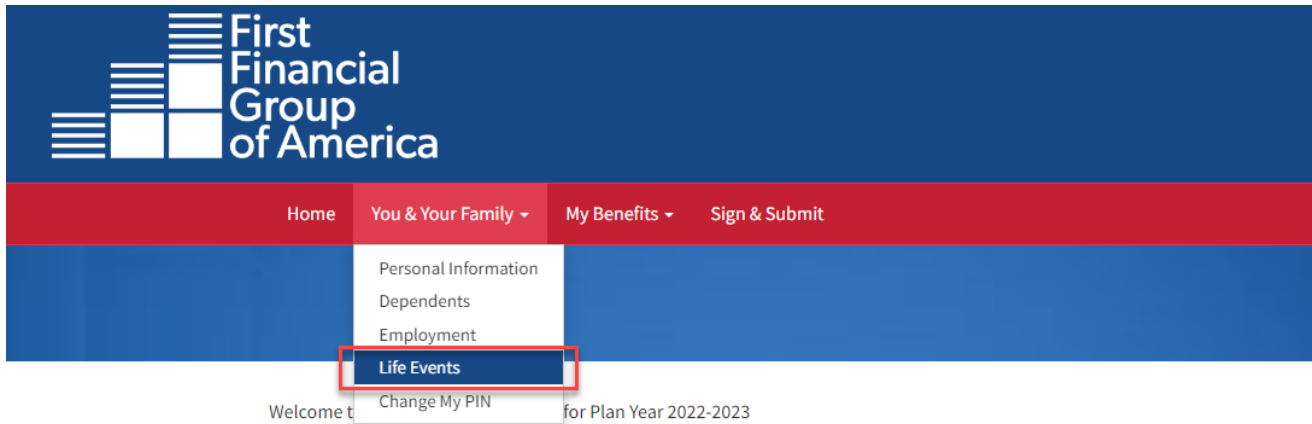 First
Financial
Group
of America
Home You & Your Family My Benefits Sign & Submit
Personal Information
Dependents
Employment
Life Events
Change My PIN
Welcome t for Plan Year 2022-2023